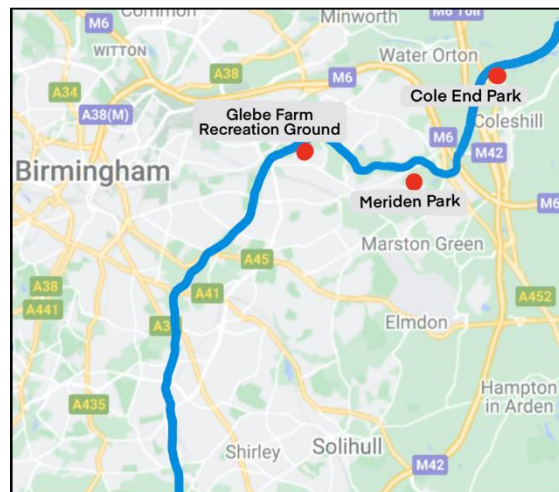 Common
Minworth
M6 Toll
M6
WITTON
Water Orton
A38
M6
A34
Cole End Park
A38(M)
Glebe Farm
Recreation Ground
M6
Coleshill
M42
Birmingham
Meriden Park
M6
Marston Green
A45
A38
A41
A452
A441
A3
Elmdon
Hampton
in Arden
A435
Shirley
Solihull
M42